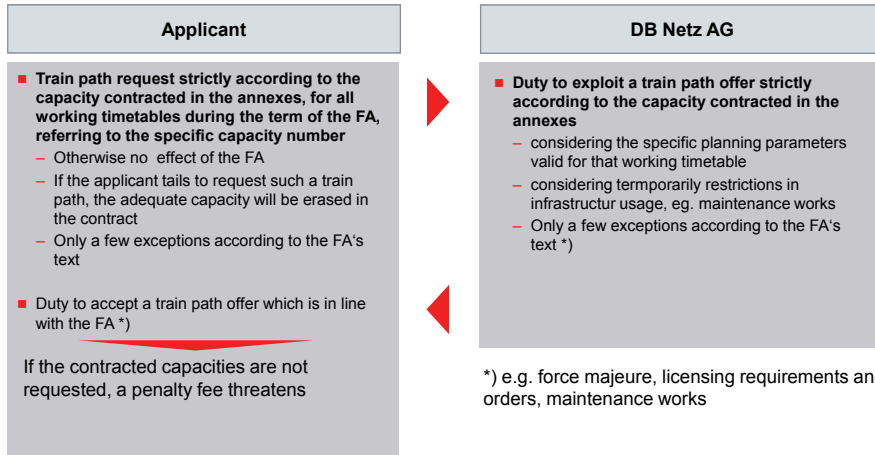 Applicant
■ Train path request strictly according to the
capacity contracted in the annexes, for all
working timetables during the term of the FA,
referring to the specific capacity number
– Otherwise no effect of the FA
– If the applicant tails to request such a train
path, the adequate capacity will be erased in
the contract
– Only a few exceptions according to the FA‘s
text
■ Duty to accept a train path offer which is in line
with the FA *)
If the contracted capacities are not
requested, a penalty fee threatens
DB Netz AG
■ Duty to exploit a train path offer strictly
according to the capacity contracted in the
annexes
– considering the specific planning parameters
valid for that working timetable
– considering termporarily restrictions in
infrastructur usage, eg. maintenance works
– Only a few exceptions according to the FA‘s
text *)
*) e.g. force majeure, licensing requirements an
orders, maintenance works